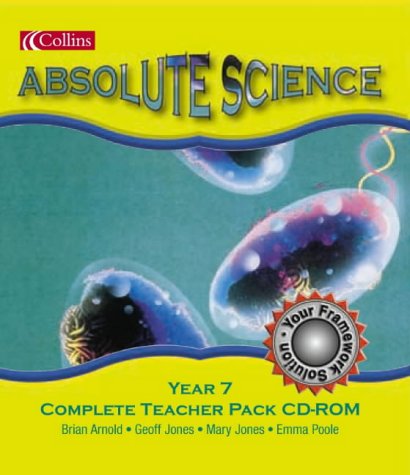 Collins
ABSOLUTE SCIENCE
• Your Framework Solution
YEAR 7
COMPLETE TEACHER PACK CD-ROM
Brian Arnold • Geoff Jones • Mary Jones • Emma Poole